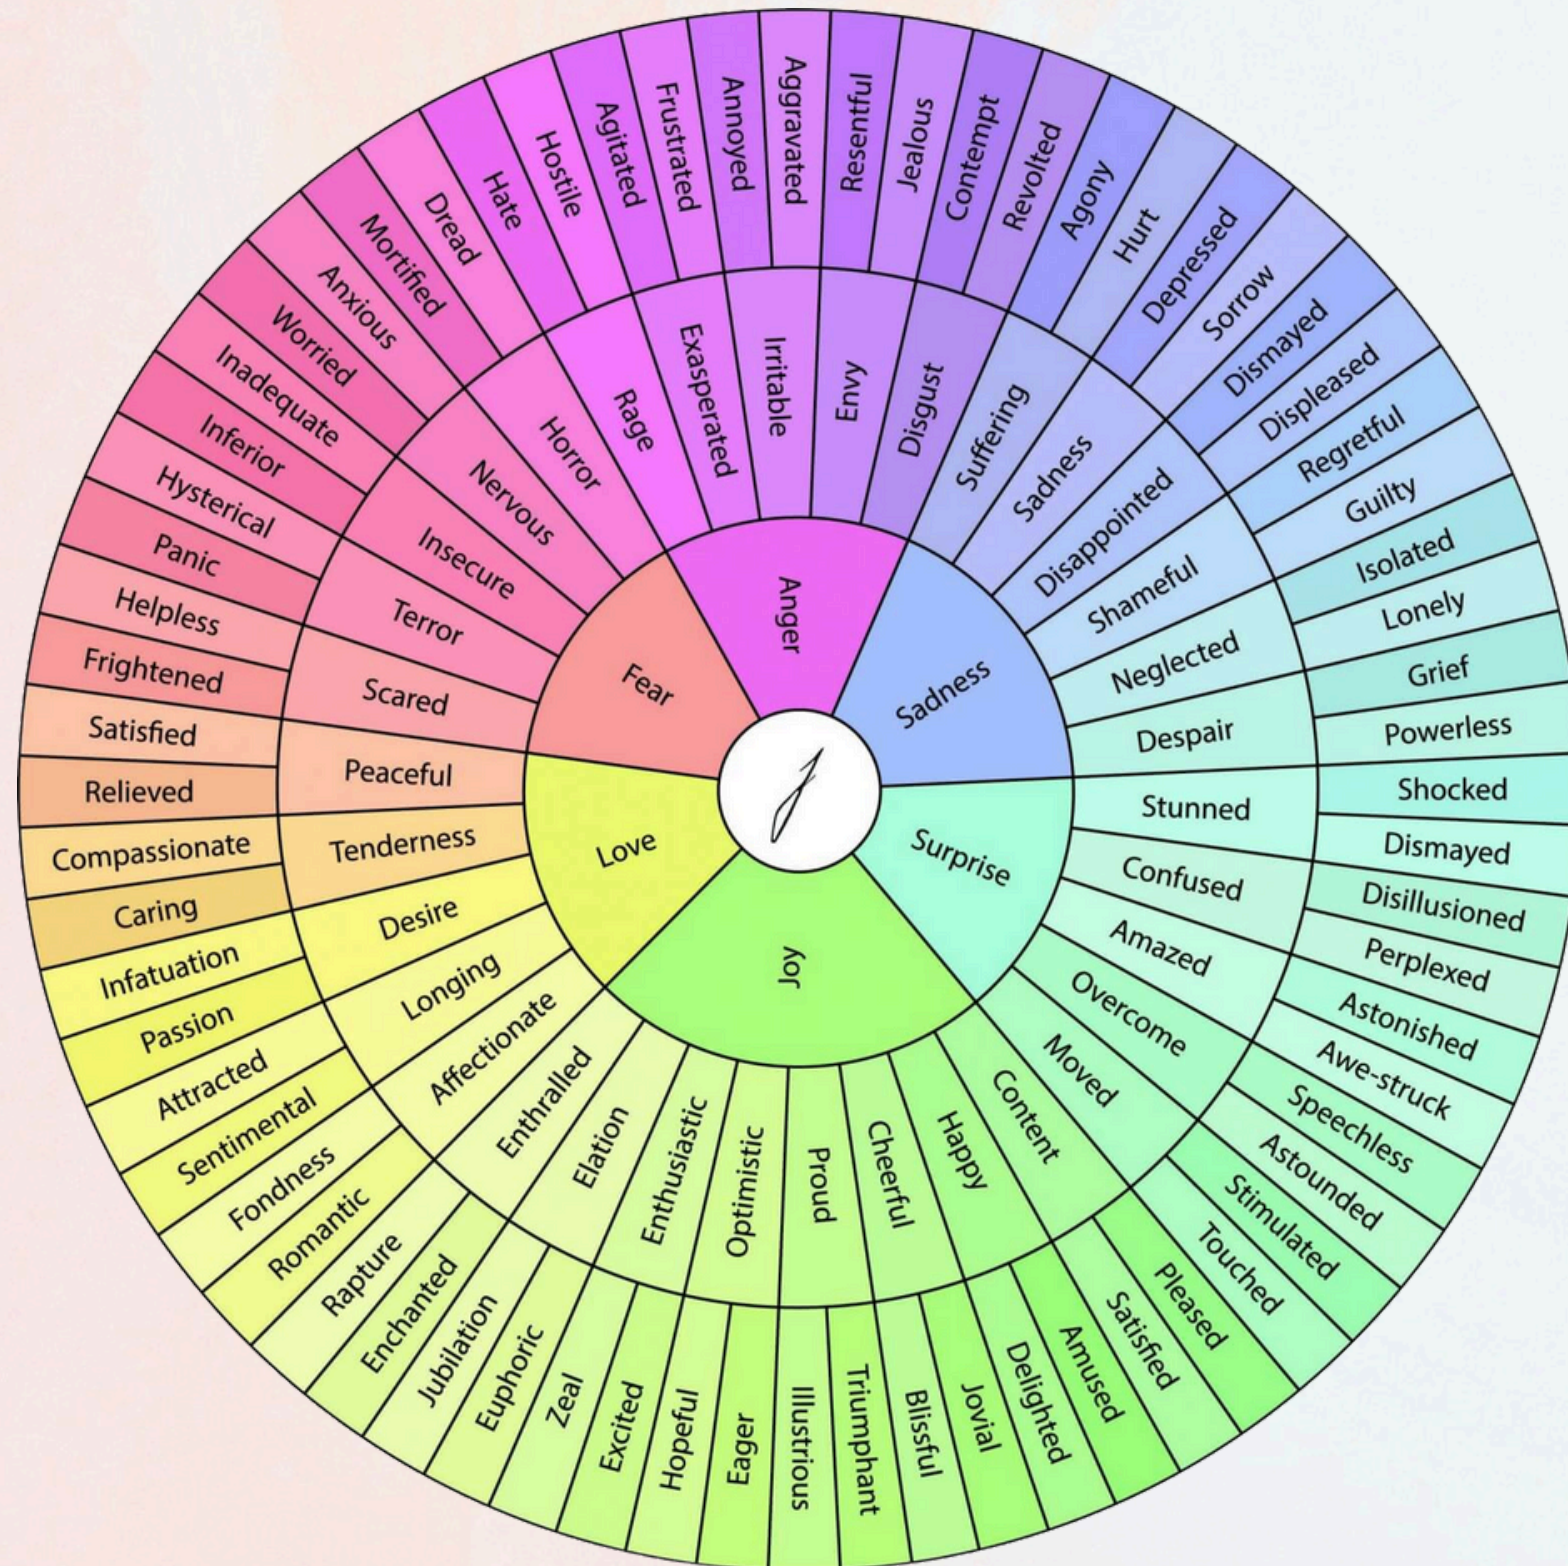 Anger
Sadness
Surprise
Joy
Love
Fear
Rage
Exasperated
Irritable
Envy
Disgust
Suffering
Sadness
Disappointed
Shameful
Neglected
Despair
Stunned
Confused
Amazed
Overcome
Moved
Content
Happy
Cheerful
Proud
Optimistic
Enthusiastic
Elation
Enthralled
Affectionate
Longing
Desire
Tenderness
Peaceful
Scared
Terror
Insecure
Nervous
Horror
Hate
Hostile
Agitated
Frustrated
Annoyed
Aggravated
Resentful
Jealous
Contempt
Revolted
Agony
Hurt
Depressed
Sorrow
Dismayed
Displeased
Regretful
Guilty
Isolated
Lonely
Grief
Powerless
Shocked
Dismayed
Disillusioned
Perplexed
Astonished
Awe-struck
Speechless
Astounded
Stimulated
Touched
Pleased
Satisfied
Amused
Delighted
Jovial
Blissful
Triumphant
Illustrious
Eager
Hopeful
Excited
Zeal
Euphoric
Jubilation
Enchanted
Rapture
Romantic
Fondness
Sentimental
Attracted
Passion
Infatuation
Caring
Compassionate
Relieved
Satisfied
Frightened
Helpless
Panic
Hysterical
Inferior
Inadequate
Worried
Anxious
Mortified
Dread